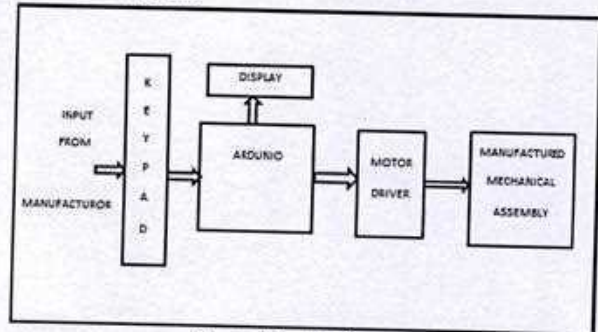 INPUT
FROM
MANUFACTUROR
K
E
Y
P
A
D
DISPLAY
ARDUNIO
MOTOR
DRIVER
MANUFACTURED
MECHANICAL
ASSEMBLY